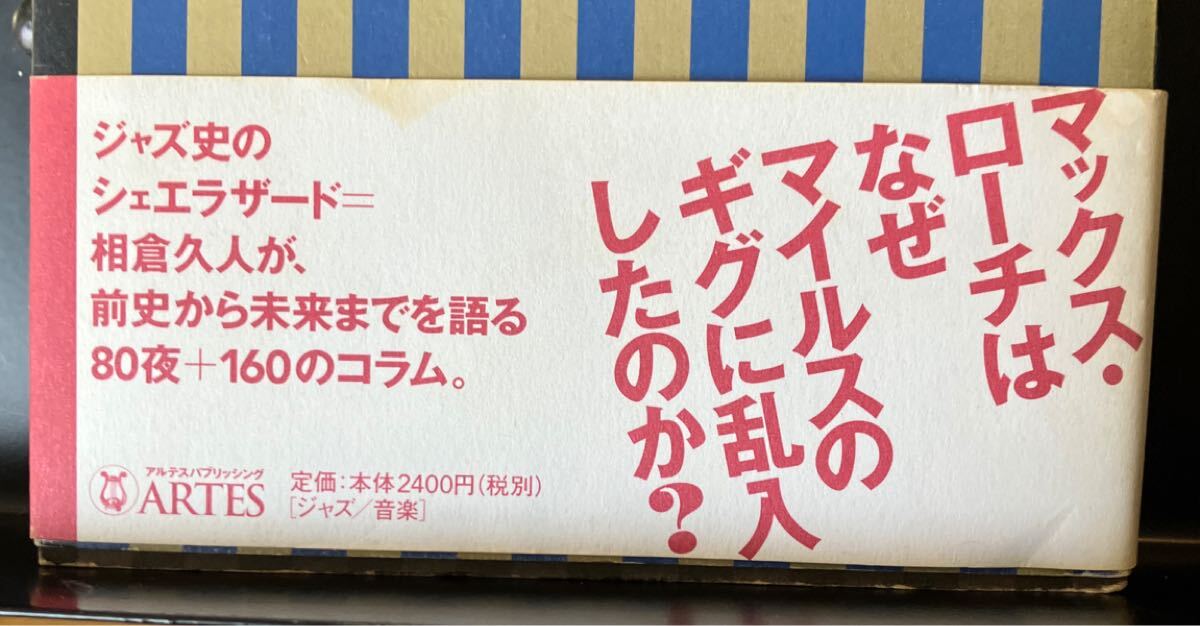 マックス・
ローチは
なぜ
マイルスの
ギグに乱入
したのか?
ジャズ史の
シェエラザード=
相倉久人が、
前史から未来までを語る
80夜+160のコラム。
アルテスパブリッシング
ARTES
定価:本体2400円(税別)
[ジャズ/音楽]